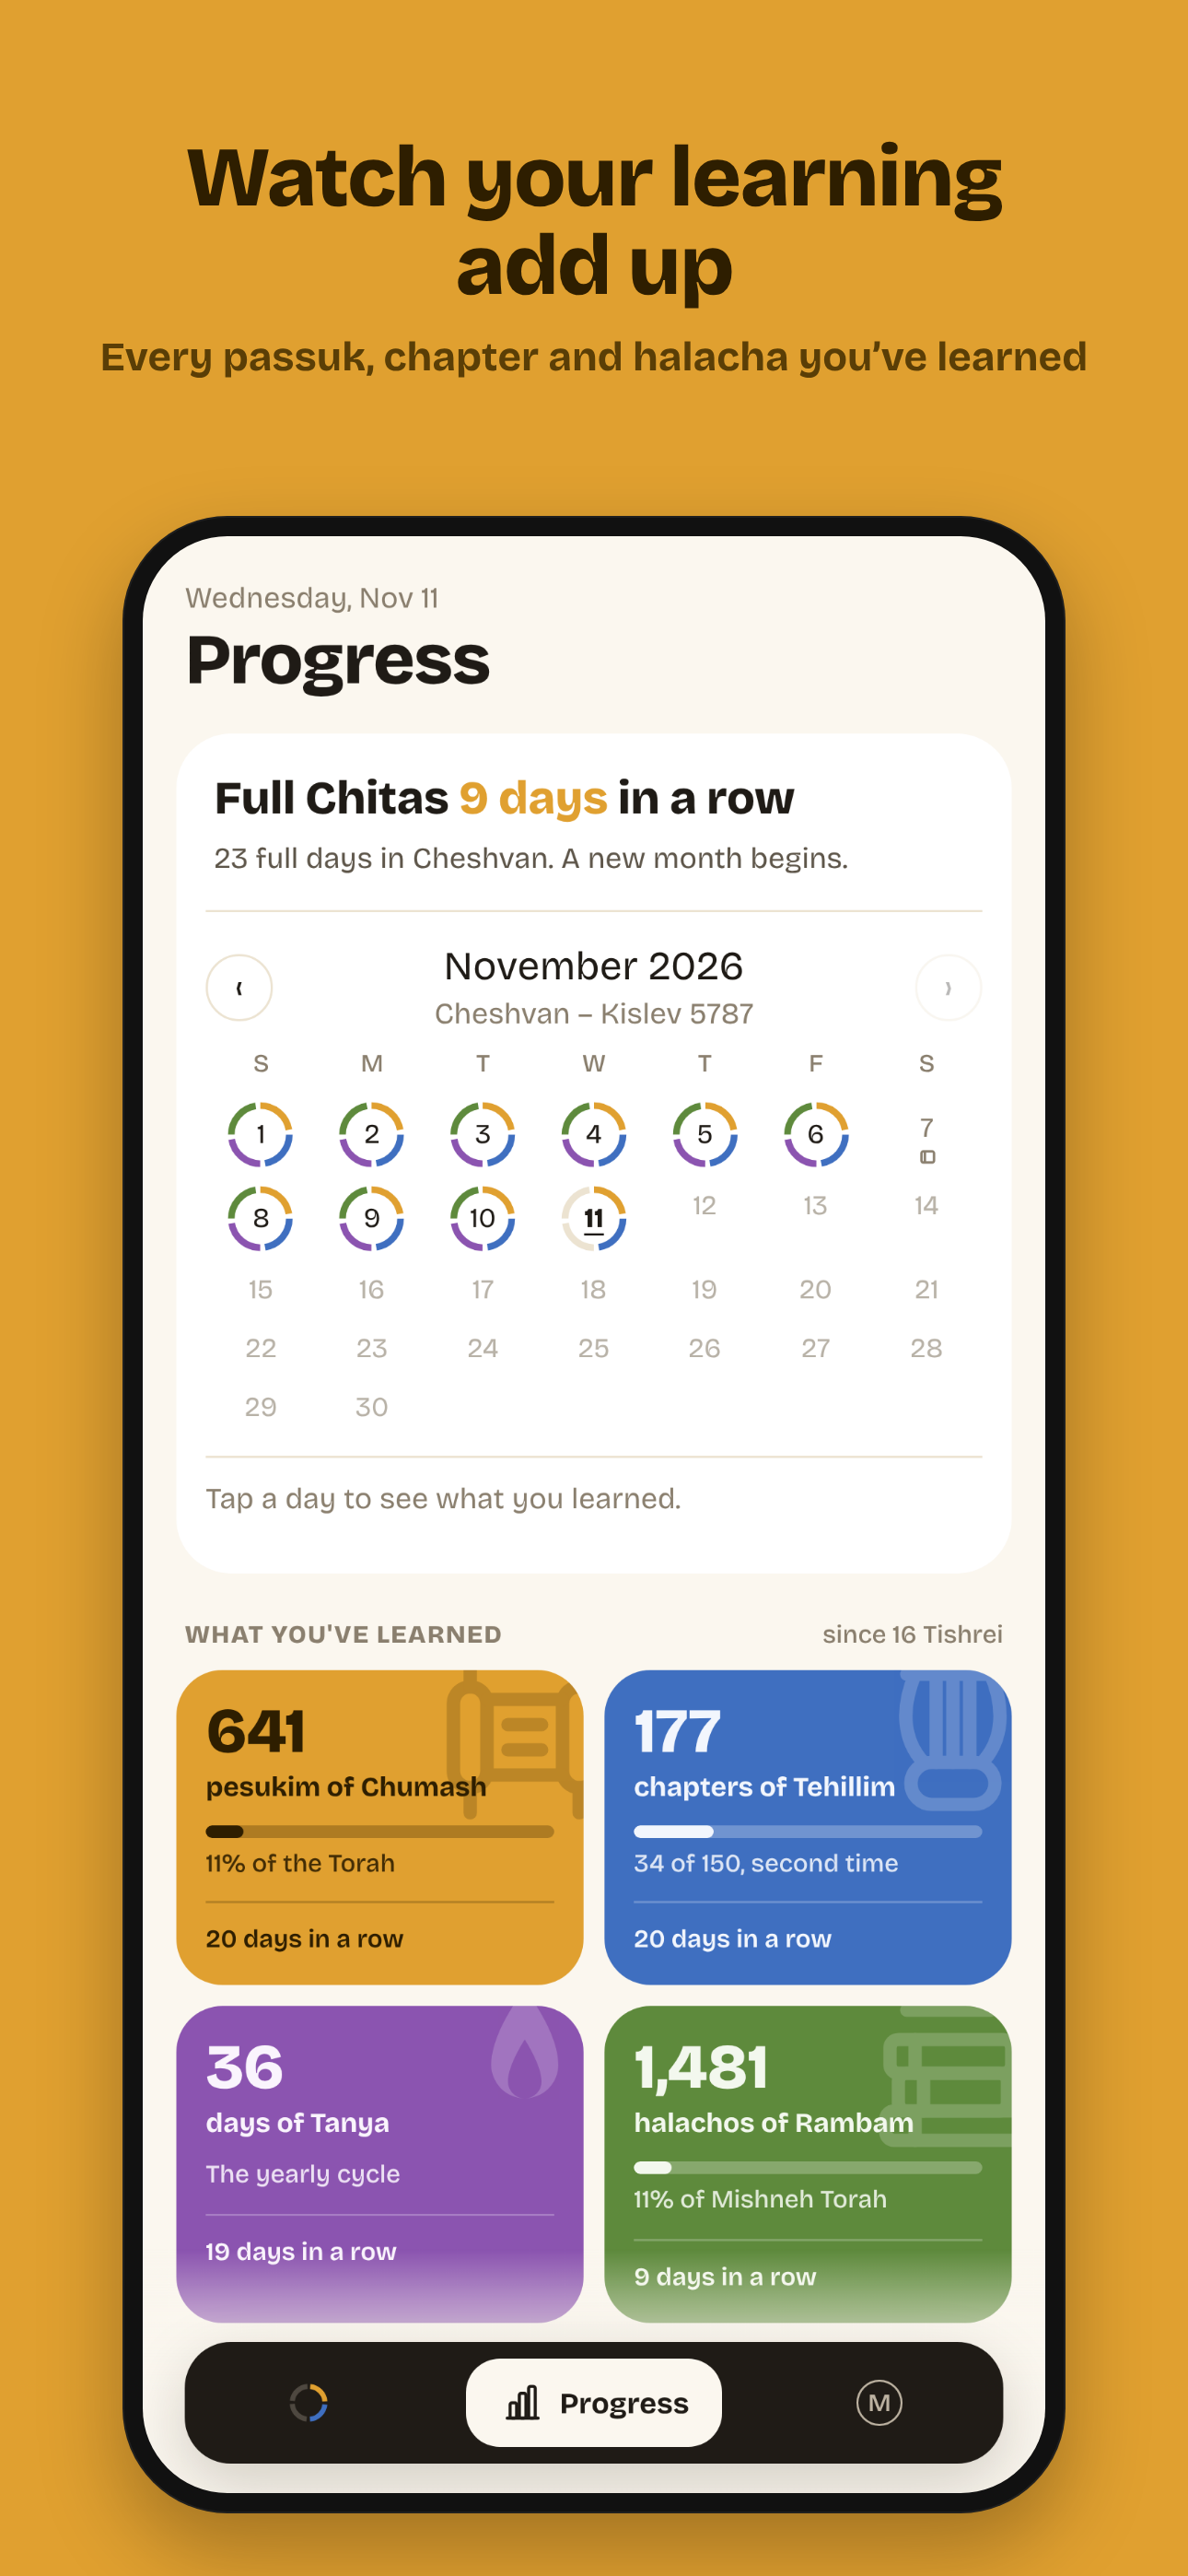 Watch your learning
add up
Every passuk, chapter and halacha you’ve learned
Wednesday, Nov 11
Progress
Full Chitas 9 days in a row
23 full days in Cheshvan. A new month begins.
‹ November 2026 ›
Cheshvan – Kislev 5787
S M T W T F S
1 2 3 4 5 6 7
8 9 10 11 12 13 14
15 16 17 18 19 20 21
22 23 24 25 26 27 28
29 30
Tap a day to see what you learned.
WHAT YOU'VE LEARNED since 16 Tishrei
641
pesukim of Chumash
11% of the Torah
20 days in a row
177
chapters of Tehillim
34 of 150, second time
20 days in a row
36
days of Tanya
The yearly cycle
19 days in a row
1,481
halachos of Rambam
11% of Mishneh Torah
9 days in a row
Progress
M